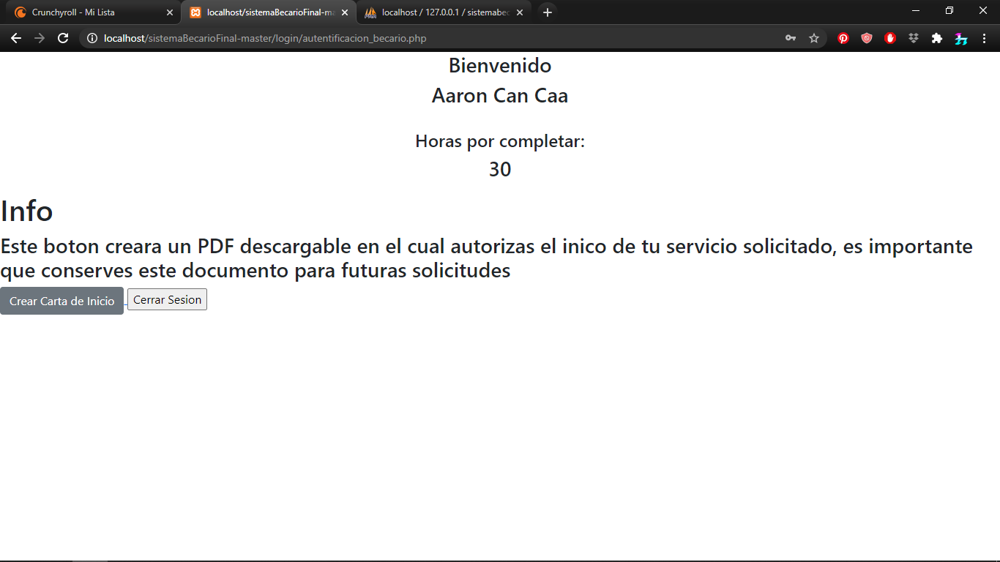 Crunchyroll - Mi Lista
localhost/sistemaBecarioFinal-ma
localhost / 127.0.0.1 / sistemabec
localhost/sistemaBecarioFinal-master/login/autentificacion_becario.php
Bienvenido
Aaron Can Caa
Horas por completar:
30
Info
Este boton creara un PDF descargable en el cual autorizas el inico de tu servicio solicitado, es importante
que conserves este documento para futuras solicitudes
Crear Carta de Inicio Cerrar Sesion